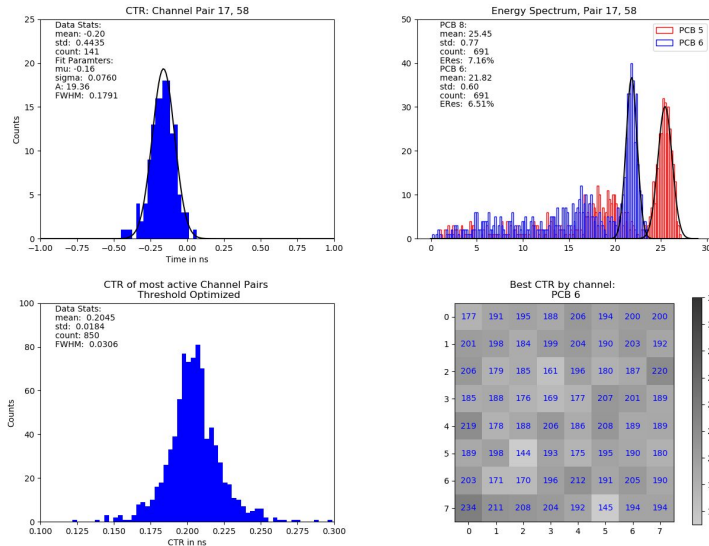 CTR: Channel Pair 17, 58
Data Stats:
mean: -0.20
std: 0.4435
count: 141
Fit Paramters:
mu: -0.16
sigma: 0.0760
A: 19.36
FWHM: 0.1791
25
20
15
10
5
0
Counts
−1.00 −0.75 −0.50 −0.25 0.00 0.25 0.50 0.75 1.00
Time in ns
Energy Spectrum, Pair 17, 58
PCB 8:
mean: 25.45
std: 0.77
count: 691
ERes: 7.16%
PCB 6:
mean: 21.82
std: 0.60
count: 691
ERes: 6.51%
PCB 5
PCB 6
50
40
30
20
10
0
0 5 10 15 20 25 30
CTR of most active Channel Pairs
Threshold Optimized
Data Stats:
mean: 0.2045
std: 0.0184
count: 850
FWHM: 0.0306
100
80
60
40
20
0
Counts
0.100 0.125 0.150 0.175 0.200 0.225 0.250 0.275 0.300
CTR in ns
Best CTR by channel:
PCB 6
0 177 191 195 188 206 194 200 200
1 201 198 184 199 204 190 203 192
2 206 179 185 161 196 180 187 220
3 185 188 176 169 177 207 201 189
4 219 178 188 206 186 208 189 189
5 189 198 144 193 175 195 190 180
6 203 171 170 196 212 191 205 190
7 234 211 208 204 192 145 194 194
0 1 2 3 4 5 6 7